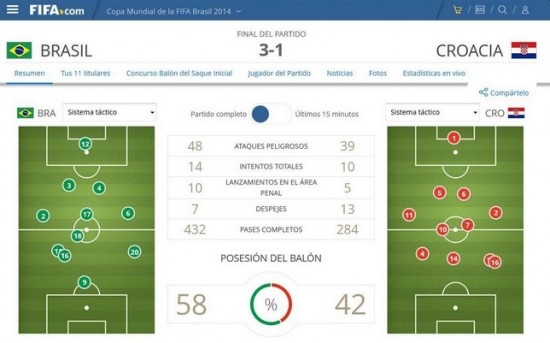 FIFA.com
Copa Mundial de la FIFA Brasil 2014
FINAL DEL PARTIDO
BRASIL 3-1 CROACIA
Resumen Tus 11 titulares Concurso Balón del Saque Inicial Jugador del Partido Noticias Fotos Estadísticas en vivo
Compártelo
BRA Sistema táctico Partido completo Últimos 15 minutos Sistema táctico CRO
48 ATAQUES PELIGROSOS 39
14 INTENTOS TOTALES 10
10 LANZAMIENTOS EN EL ÁREA PENAL 5
7 DESPEJES 13
432 PASES COMPLETOS 284
POSESIÓN DEL BALÓN
58 % 42
12
3 4
2 17 6
18
16 20
9
1
5 6
11 2
10 7
4 14 16